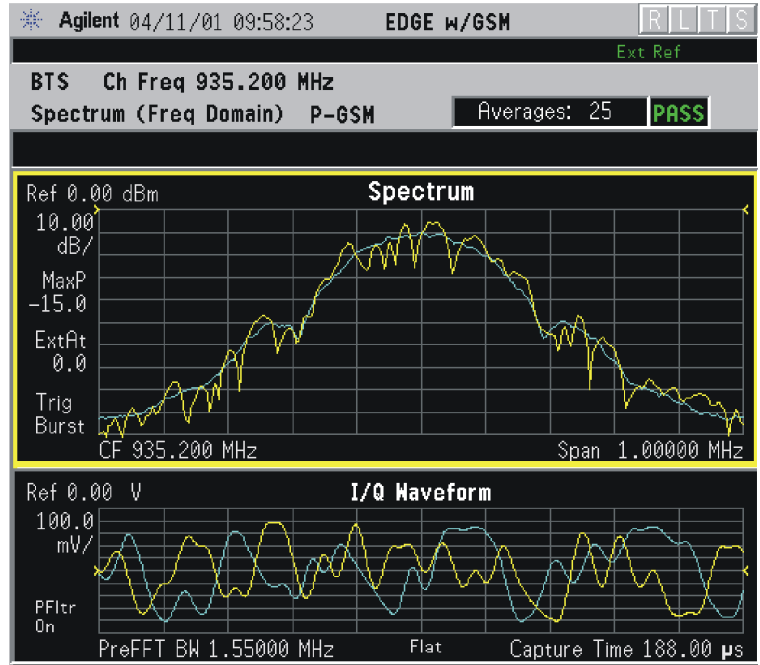 Agilent 04/11/01 09:58:23 EDGE w/GSM R L T S
Ext Ref
BTS Ch Freq 935.200 MHz
Spectrum (Freq Domain) P-GSM Averages: 25 PASS
Ref 0.00 dBm Spectrum
10.00
dB/
MaxP
-15.0
ExtAt
0.0
Trig
Burst
CF 935.200 MHz Span 1.00000 MHz
Ref 0.00 V I/Q Waveform
100.0
mV/
PFltr
On
PreFFT BW 1.55000 MHz Flat Capture Time 188.00 µs